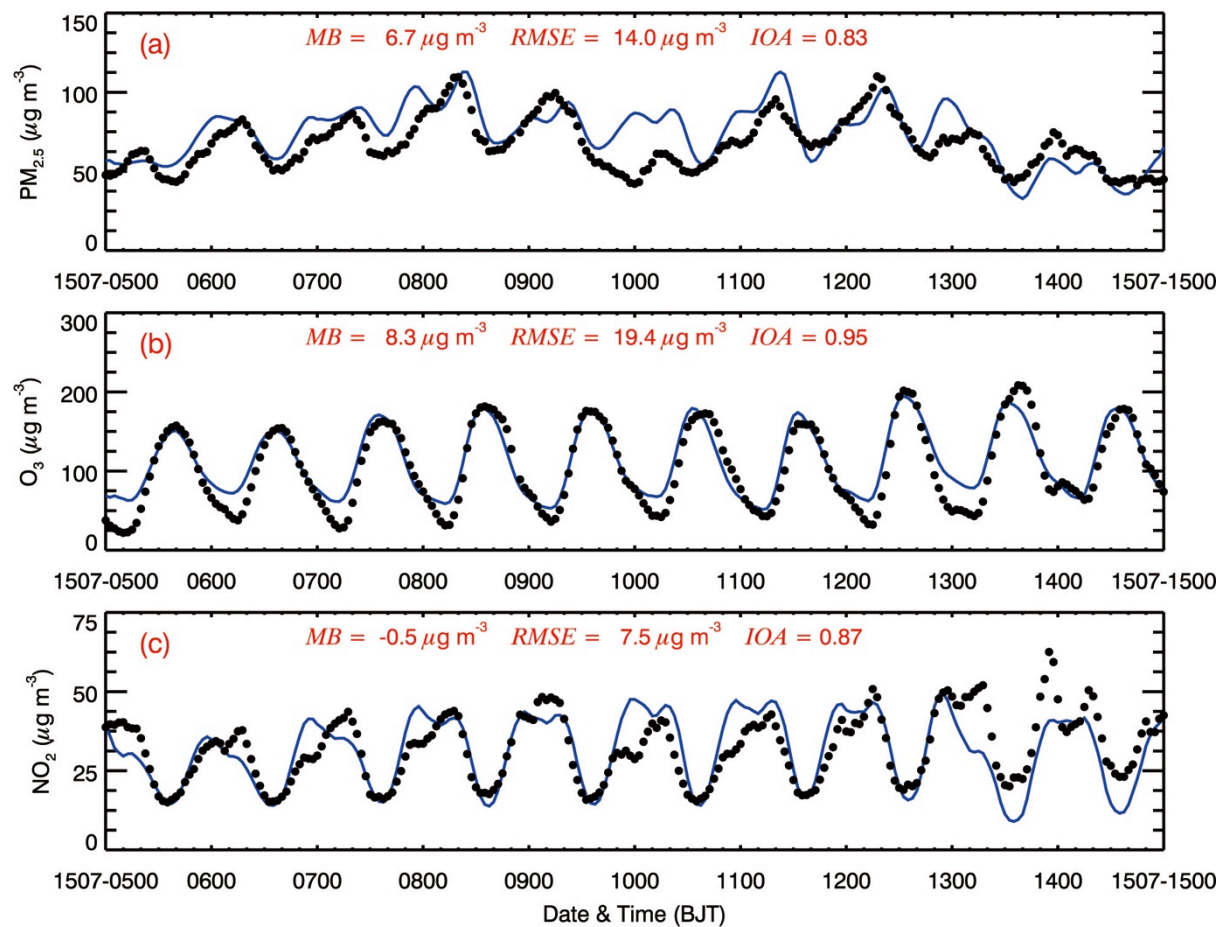 150
(a)
MB = 6.7 μg m-3 RMSE = 14.0 μg m-3 IOA = 0.83
100
PM2.5 (μg m-3)
50
0
1507-0500 0600 0700 0800 0900 1000 1100 1200 1300 1400 1507-1500
300
(b)
MB = 8.3 μg m-3 RMSE = 19.4 μg m-3 IOA = 0.95
200
O3 (μg m-3)
100
0
1507-0500 0600 0700 0800 0900 1000 1100 1200 1300 1400 1507-1500
75
(c)
MB = -0.5 μg m-3 RMSE = 7.5 μg m-3 IOA = 0.87
50
NO2 (μg m-3)
25
0
1507-0500 0600 0700 0800 0900 1000 1100 1200 1300 1400 1507-1500
Date & Time (BJT)